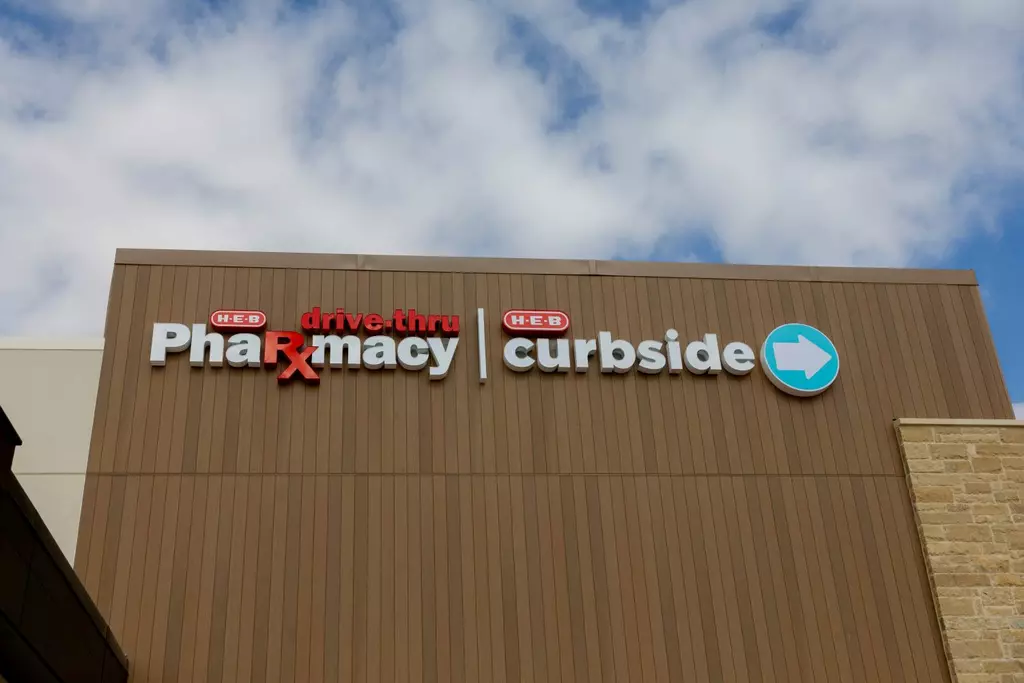 H-E-B drive-thru
PhaRxmacy
H-E-B
curbside